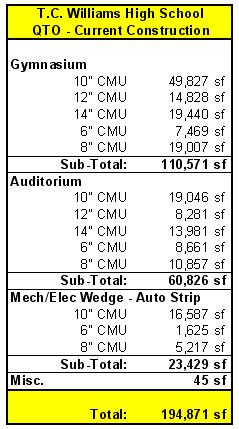 T.C. Williams High School
QTO - Current Construction
Gymnasium
10" CMU 49,827 sf
12" CMU 14,828 sf
14" CMU 19,440 sf
6" CMU 7,469 sf
8" CMU 19,007 sf
Sub-Total: 110,571 sf
Auditorium
10" CMU 19,046 sf
12" CMU 8,281 sf
14" CMU 13,981 sf
6" CMU 8,661 sf
8" CMU 10,857 sf
Sub-Total: 60,826 sf
Mech/Elec Wedge - Auto Strip
10" CMU 16,587 sf
6" CMU 1,625 sf
8" CMU 5,217 sf
Sub-Total: 23,429 sf
Misc. 45 sf
Total: 194,871 sf